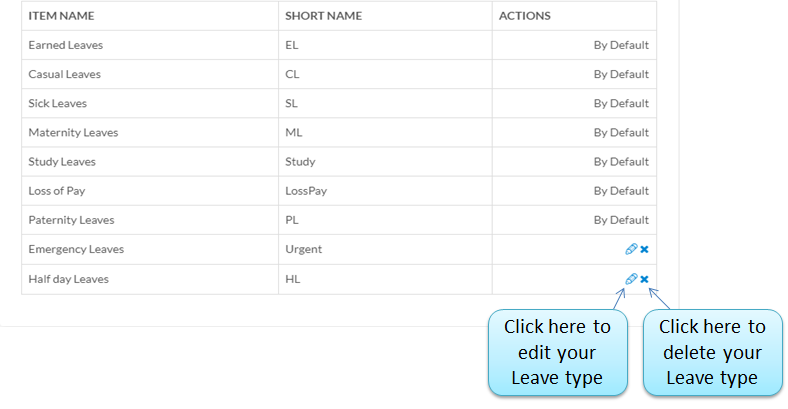 ITEM NAME SHORT NAME ACTIONS
Earned Leaves EL By Default
Casual Leaves CL By Default
Sick Leaves SL By Default
Maternity Leaves ML By Default
Study Leaves Study By Default
Loss of Pay LossPay By Default
Paternity Leaves PL By Default
Emergency Leaves Urgent
Half day Leaves HL
Click here to
edit your
Leave type
Click here to
delete your
Leave type